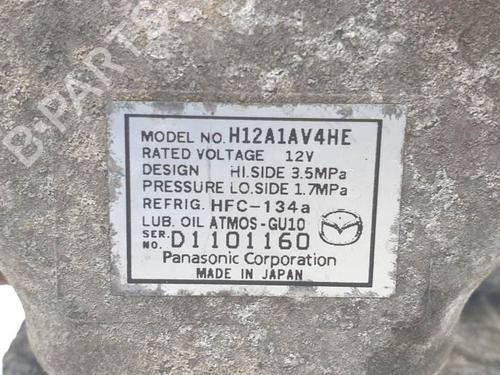 B-PARTS
MODEL NO. H12A1AV4HE
RATED VOLTAGE 12V
DESIGN HI.SIDE 3.5MPa
PRESSURE LO.SIDE 1.7MPa
REFRIG. HFC-134a
LUB. OIL ATMOS-GU10
SER. NO. D1101160
Panasonic Corporation
MADE IN JAPAN